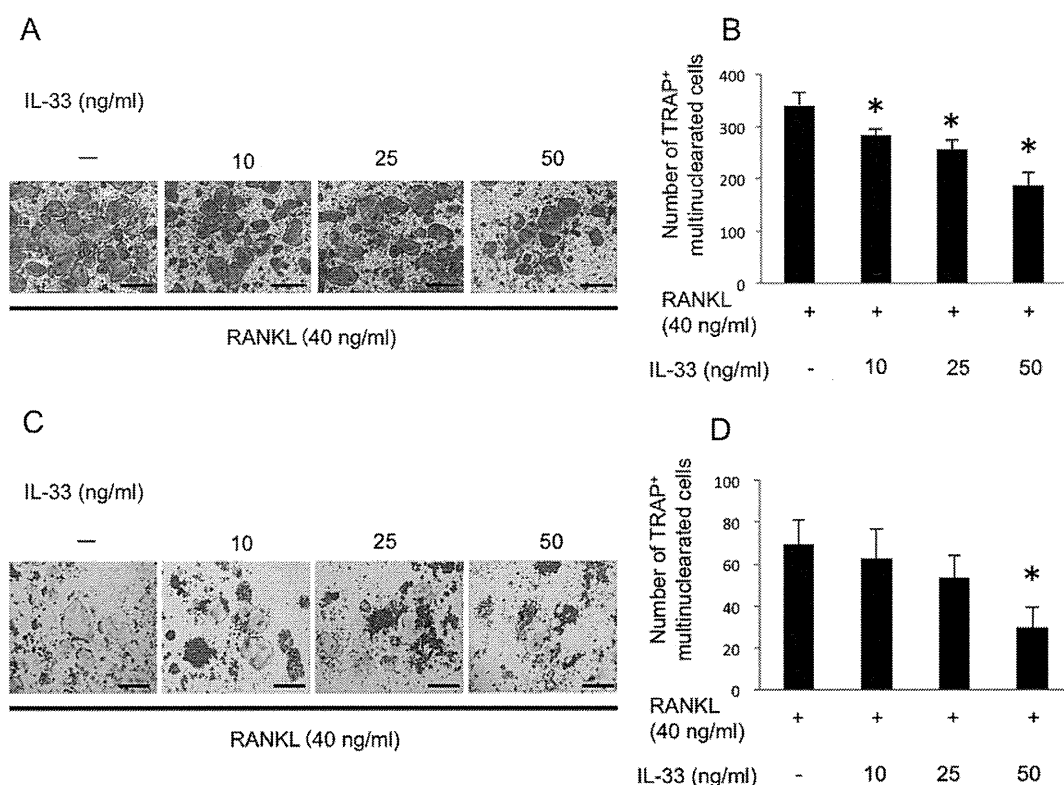 A
IL-33 (ng/ml)
— 10 25 50
RANKL (40 ng/ml)
B
Number of TRAP+
multinuclearated cells
400
300
200
100
0
* * *
RANKL
(40 ng/ml) + + + +
IL-33 (ng/ml) - 10 25 50
C
IL-33 (ng/ml)
— 10 25 50
RANKL (40 ng/ml)
D
Number of TRAP+
multinuclearated cells
100
80
60
40
20
0
*
RANKL
(40 ng/ml) + + + +
IL-33 (ng/ml) - 10 25 50